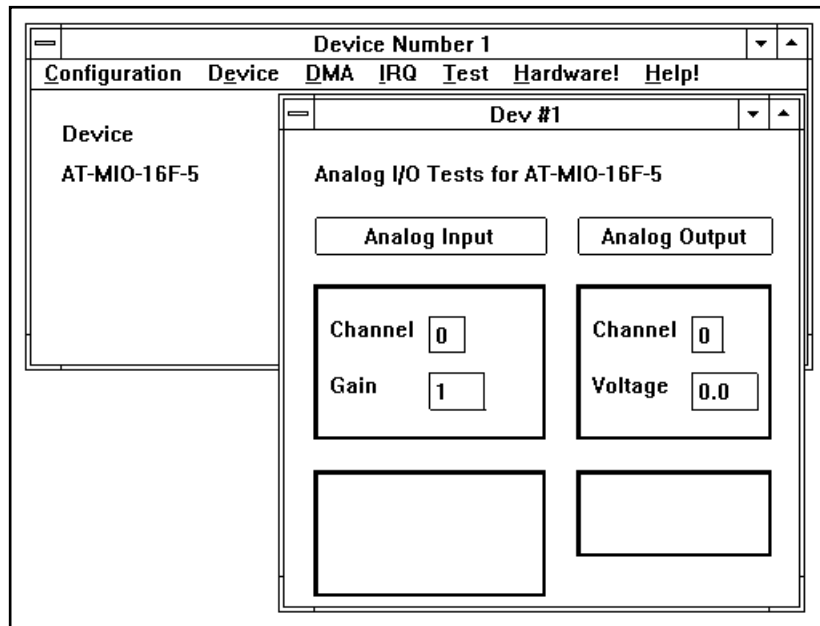 Device Number 1
Configuration Device DMA IRQ Test Hardware! Help!
Device
AT-MIO-16F-5
Dev #1
Analog I/O Tests for AT-MIO-16F-5
Analog Input Analog Output
Channel 0 Channel 0
Gain 1 Voltage 0.0